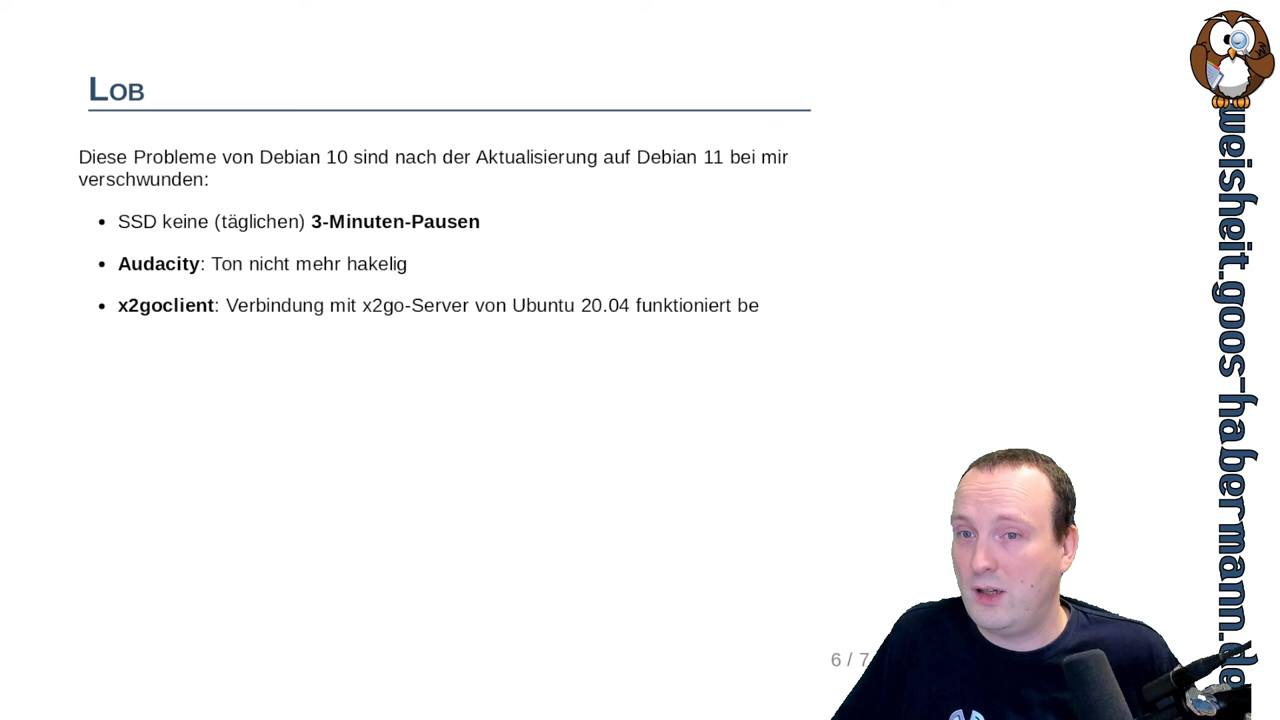 Lob
Diese Probleme von Debian 10 sind nach der Aktualisierung auf Debian 11 bei mir
verschwunden:
• SSD keine (täglichen) 3-Minuten-Pausen
• Audacity: Ton nicht mehr hakelig
• x2goclient: Verbindung mit x2go-Server von Ubuntu 20.04 funktioniert be
6 / 7
weisheit.goos-habermann.de